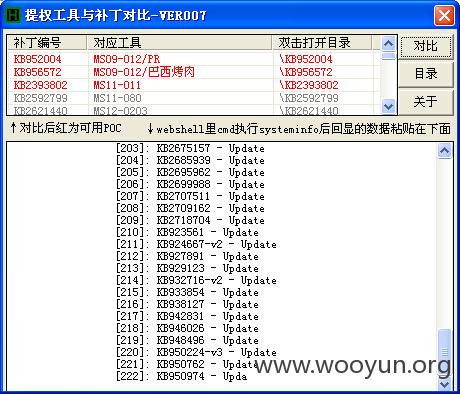 提权工具与补丁对比-VER007
补丁编号 对应工具 双击打开目录
KB952004 MS09-012/PR \KB952004
KB956572 MS09-012/巴西烤肉 \KB956572
KB2393802 MS11-011 \KB2393802
KB2592799 MS11-080 \KB2592799
KB2621440 MS12-0203 \KB2621440
对比
目录
关于
↑对比后红为可用POC ↓webshell里cmd执行systeminfo后回显的数据粘贴在下面
[203]: KB2675157 - Update
[204]: KB2685939 - Update
[205]: KB2695962 - Update
[206]: KB2699988 - Update
[207]: KB2707511 - Update
[208]: KB2709162 - Update
[209]: KB2718704 - Update
[210]: KB923561 - Update
[211]: KB924667-v2 - Update
[212]: KB927891 - Update
[213]: KB929123 - Update
[214]: KB932716-v2 - Update
[215]: KB933854 - Update
[216]: KB938127 - Update
[217]: KB942831 - Update
[218]: KB946026 - Update
[219]: KB948496 - Update
[220]: KB950224-v3 - Update
[221]: KB950762 - Update
[222]: KB950974 - Upda
www.wooyun.org